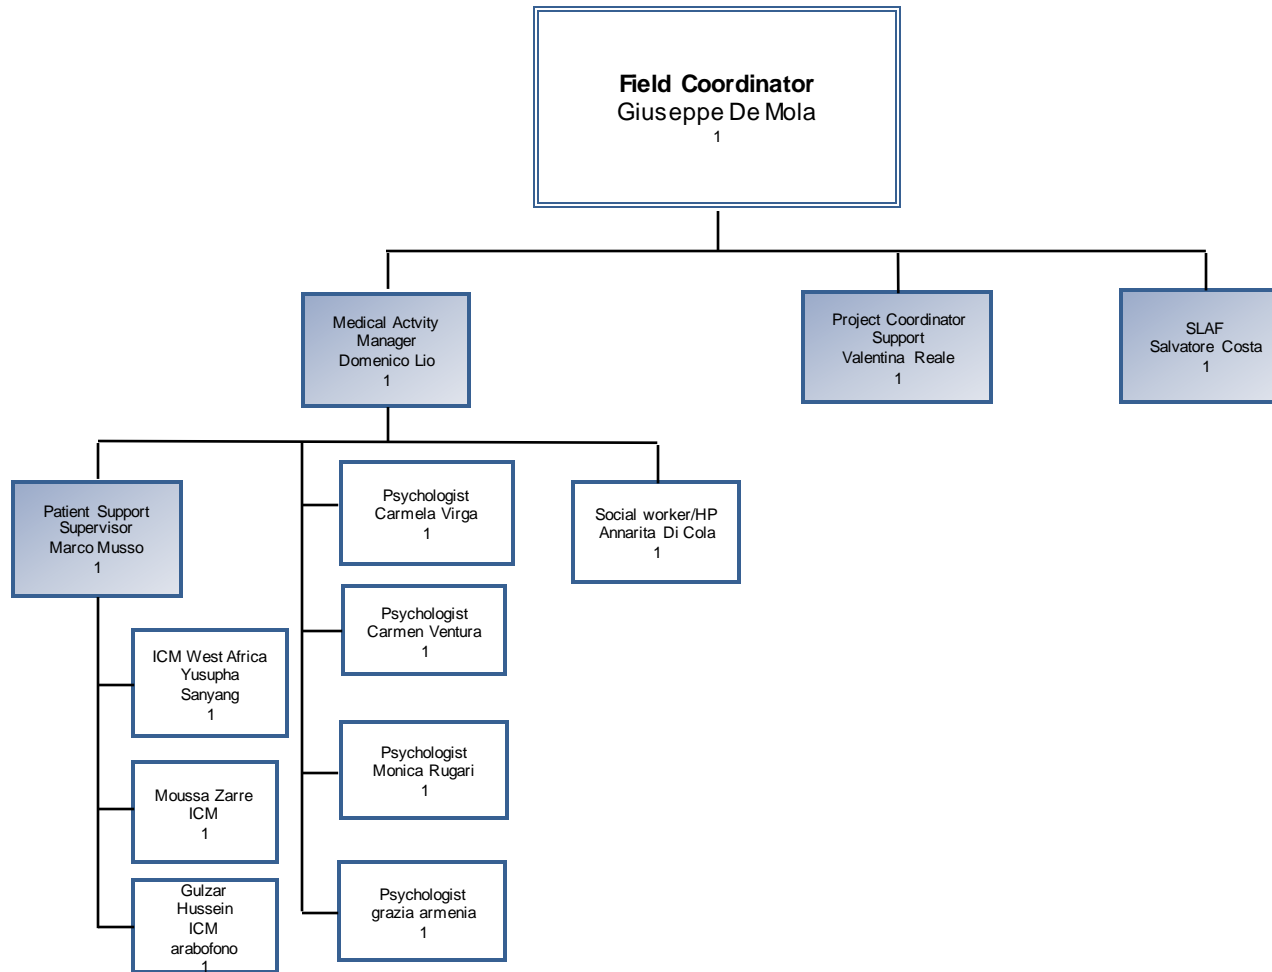 Field Coordinator
Giuseppe De Mola
1
Medical Actvity
Manager
Domenico Lio
1
Project Coordinator
Support
Valentina Reale
1
SLAF
Salvatore Costa
1
Patient Support
Supervisor
Marco Musso
1
Psychologist
Carmela Virga
1
Social worker/HP
Annarita Di Cola
1
Psychologist
Carmen Ventura
1
ICM West Africa
Yusupha
Sanyang
1
Psychologist
Monica Rugari
1
Moussa Zarre
ICM
1
Psychologist
grazia armenia
1
Gulzar
Hussein
ICM
arabofono
1